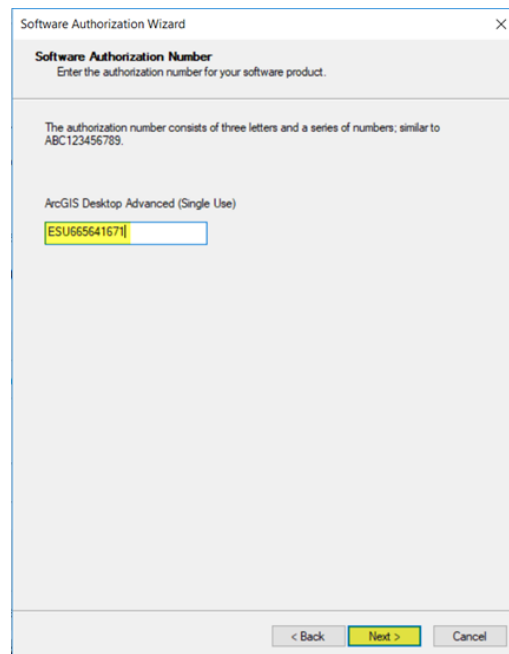 Software Authorization Wizard
Software Authorization Number
Enter the authorization number for your software product.
The authorization number consists of three letters and a series of numbers; similar to
ABC123456789.
ArcGIS Desktop Advanced (Single Use)
ESU665641671
< Back
Next >
Cancel